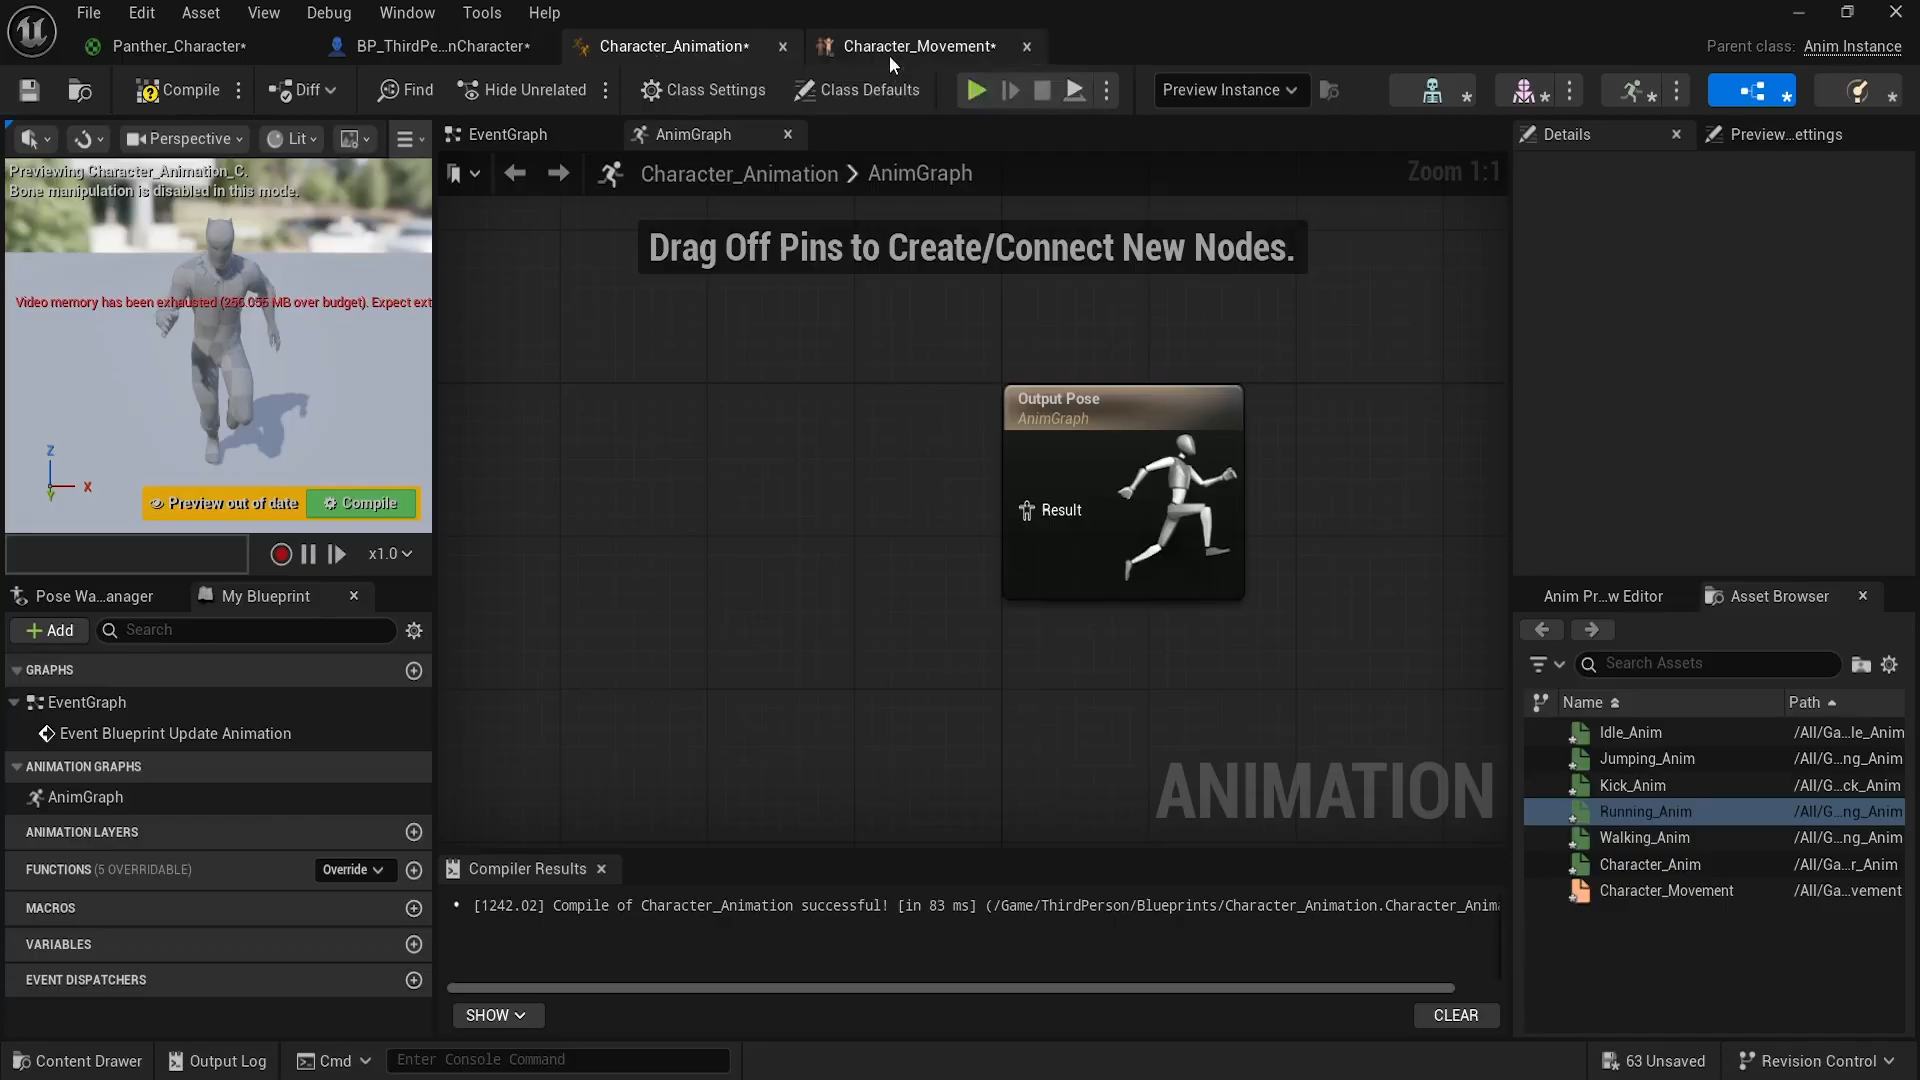 File Edit Asset View Debug Window Tools Help
Panther_Character* BP_ThirdPe...nCharacter* Character_Animation* Character_Movement* Parent class: Anim Instance
Compile Diff Find Hide Unrelated Class Settings Class Defaults Preview Instance
Perspective Lit
EventGraph AnimGraph Details Preview...ettings
Previewing Character_Animation_C.
Bone manipulation is disabled in this mode.
Character_Animation AnimGraph Zoom 1:1
Drag Off Pins to Create/Connect New Nodes.
Video memory has been exhausted (256.055 MB over budget). Expect ext
Output Pose
AnimGraph
Result
Z
X
Y
Preview out of date Compile
x1.0
Pose Wa...anager My Blueprint
Anim Pr...w Editor Asset Browser
Add Search
Search Assets
GRAPHS
EventGraph
Event Blueprint Update Animation
ANIMATION GRAPHS
AnimGraph
ANIMATION LAYERS
FUNCTIONS (5 OVERRIDABLE) Override
MACROS
VARIABLES
EVENT DISPATCHERS
ANIMATION
Name Path
Idle_Anim /All/Ga...le_Anim
Jumping_Anim /All/G...ng_Anim
Kick_Anim /All/G...ck_Anim
Running_Anim /All/G...ng_Anim
Walking_Anim /All/G...ng_Anim
Character_Anim /All/Ga...r_Anim
Character_Movement /All/Ga...vement
Compiler Results
[1242.02] Compile of Character_Animation successful! [in 83 ms] (/Game/ThirdPerson/Blueprints/Character_Animation.Character_Anima
SHOW CLEAR
Content Drawer Output Log Cmd Enter Console Command 63 Unsaved Revision Control